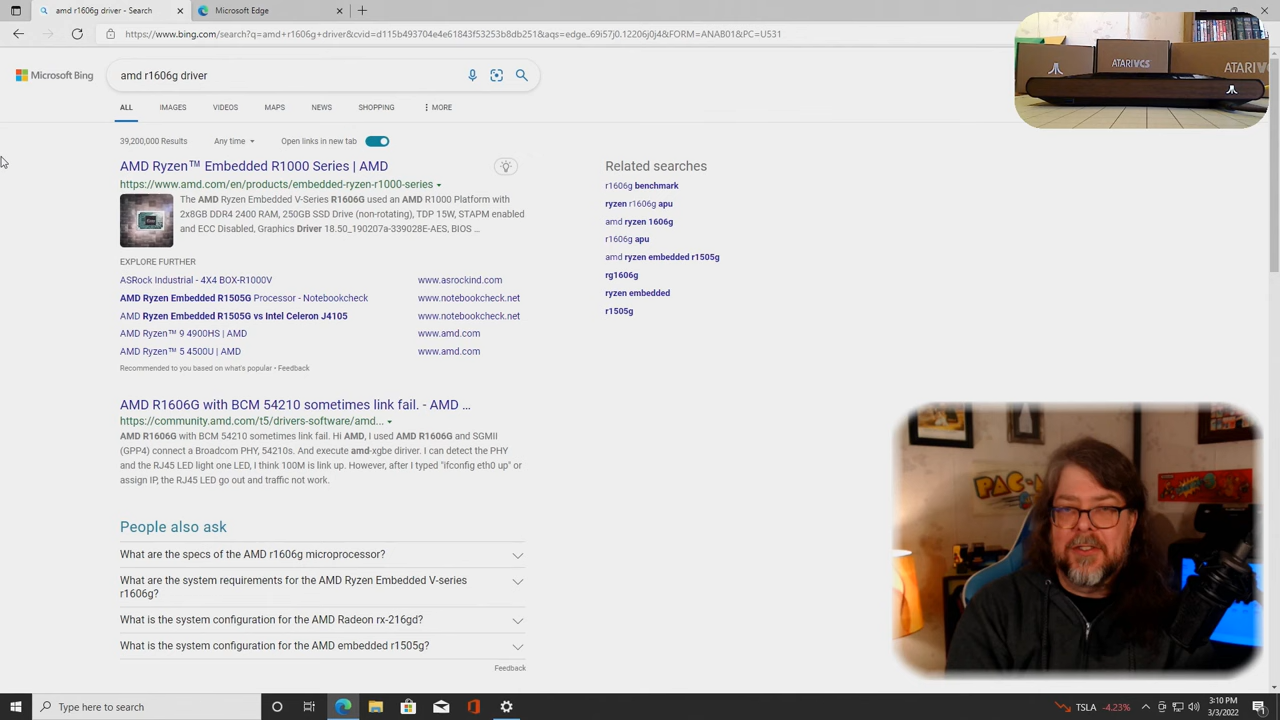 amd r1606g driver - Search
Microsoft Edge
https://www.bing.com/search?q=amd+r1606g+driver&cvid=d115b493704e4e61843f53253b8db251&aqs=edge..69i57j0.12206j0j4&FORM=ANAB01&PC=U531
Microsoft Bing
amd r1606g driver
ALL IMAGES VIDEOS MAPS NEWS SHOPPING MORE
39,200,000 Results Any time Open links in new tab
AMD Ryzen™ Embedded R1000 Series | AMD
https://www.amd.com/en/products/embedded-ryzen-r1000-series
The AMD Ryzen Embedded V-Series R1606G used an AMD R1000 Platform with
2x8GB DDR4 2400 RAM, 250GB SSD Drive (non-rotating), TDP 15W, STAPM enabled
and ECC Disabled, Graphics Driver 18.50_190207a-339028E-AES, BIOS ...
EXPLORE FURTHER
ASRock Industrial - 4X4 BOX-R1000V www.asrockind.com
AMD Ryzen Embedded R1505G Processor - Notebookcheck www.notebookcheck.net
AMD Ryzen Embedded R1505G vs Intel Celeron J4105 www.notebookcheck.net
AMD Ryzen™ 9 4900HS | AMD www.amd.com
AMD Ryzen™ 5 4500U | AMD www.amd.com
Recommended to you based on what's popular • Feedback
AMD R1606G with BCM 54210 sometimes link fail. - AMD ...
https://community.amd.com/t5/drivers-software/amd...
AMD R1606G with BCM 54210 sometimes link fail. Hi AMD, I used AMD R1606G and SGMII
(GPP4) connect a Broadcom PHY, 54210s. And execute amd-xgbe diriver. I can detect the PHY
and the RJ45 LED light one LED, I think 100M is link up. However, after I typed "ifconfig eth0 up" or
assign IP, the RJ45 LED go out and traffic not work.
People also ask
What are the specs of the AMD r1606g microprocessor?
What are the system requirements for the AMD Ryzen Embedded V-series
r1606g?
What is the system configuration for the AMD Radeon rx-216gd?
What is the system configuration for the AMD embedded r1505g?
Feedback
Related searches
r1606g benchmark
ryzen r1606g apu
amd ryzen 1606g
r1606g apu
amd ryzen embedded r1505g
rg1606g
ryzen embedded
r1505g
ATARI VCS
ATARI
PAC
Type here to search
TSLA -4.23%
3:10 PM
3/3/2022
1